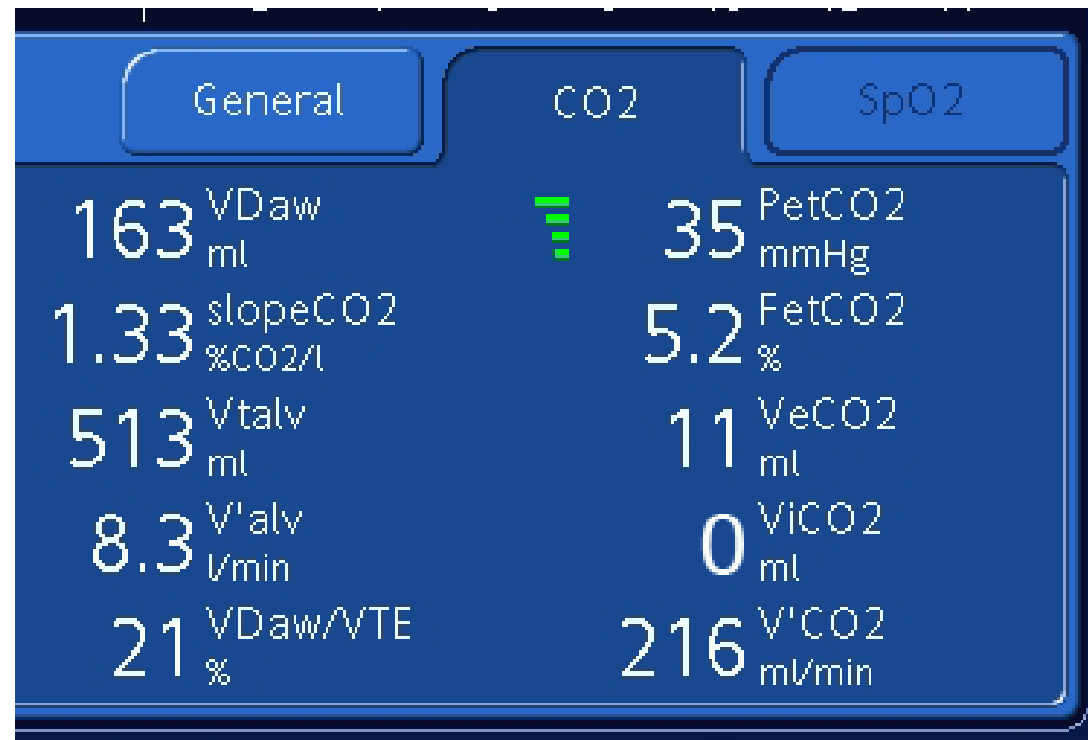 General
CO2
SpO2
163 VDaw ml
35 PetCO2 mmHg
1.33 slopeCO2 %CO2/l
5.2 FetCO2 %
513 Vtalv ml
11 VeCO2 ml
8.3 V'alv l/min
0 ViCO2 ml
21 VDaw/VTE %
216 V'CO2 ml/min